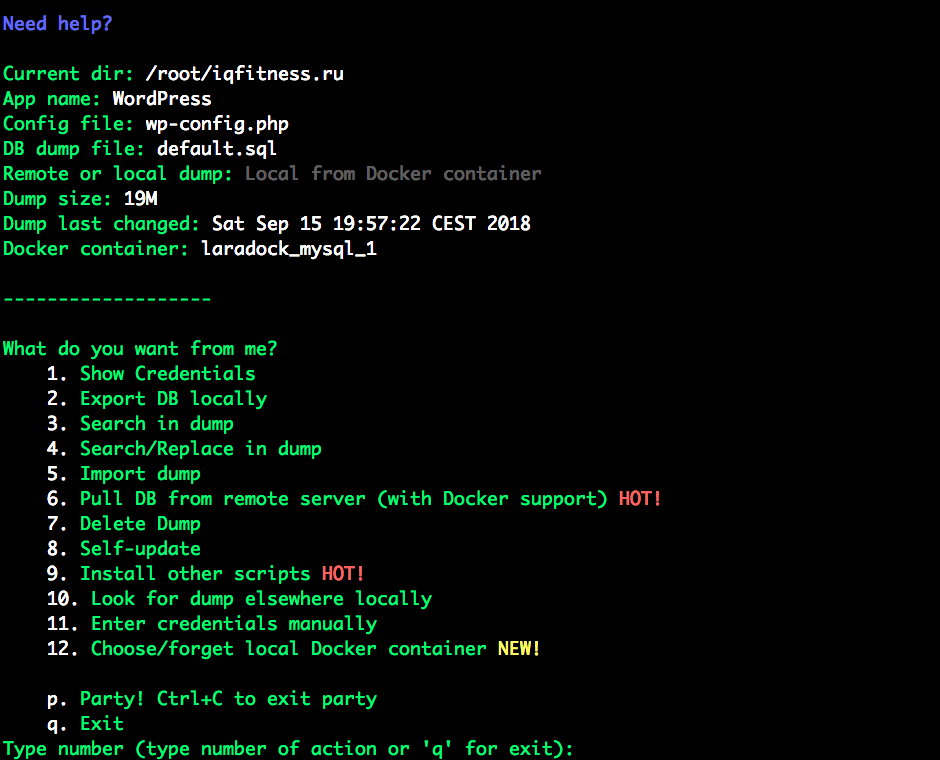 Need help?
Current dir: /root/iqfitness.ru
App name: WordPress
Config file: wp-config.php
DB dump file: default.sql
Remote or local dump: Local from Docker container
Dump size: 19M
Dump last changed: Sat Sep 15 19:57:22 CEST 2018
Docker container: laradock_mysql_1
-------------------
What do you want from me?
1. Show Credentials
2. Export DB locally
3. Search in dump
4. Search/Replace in dump
5. Import dump
6. Pull DB from remote server (with Docker support) HOT!
7. Delete Dump
8. Self-update
9. Install other scripts HOT!
10. Look for dump elsewhere locally
11. Enter credentials manually
12. Choose/forget local Docker container NEW!
p. Party! Ctrl+C to exit party
q. Exit
Type number (type number of action or 'q' for exit):